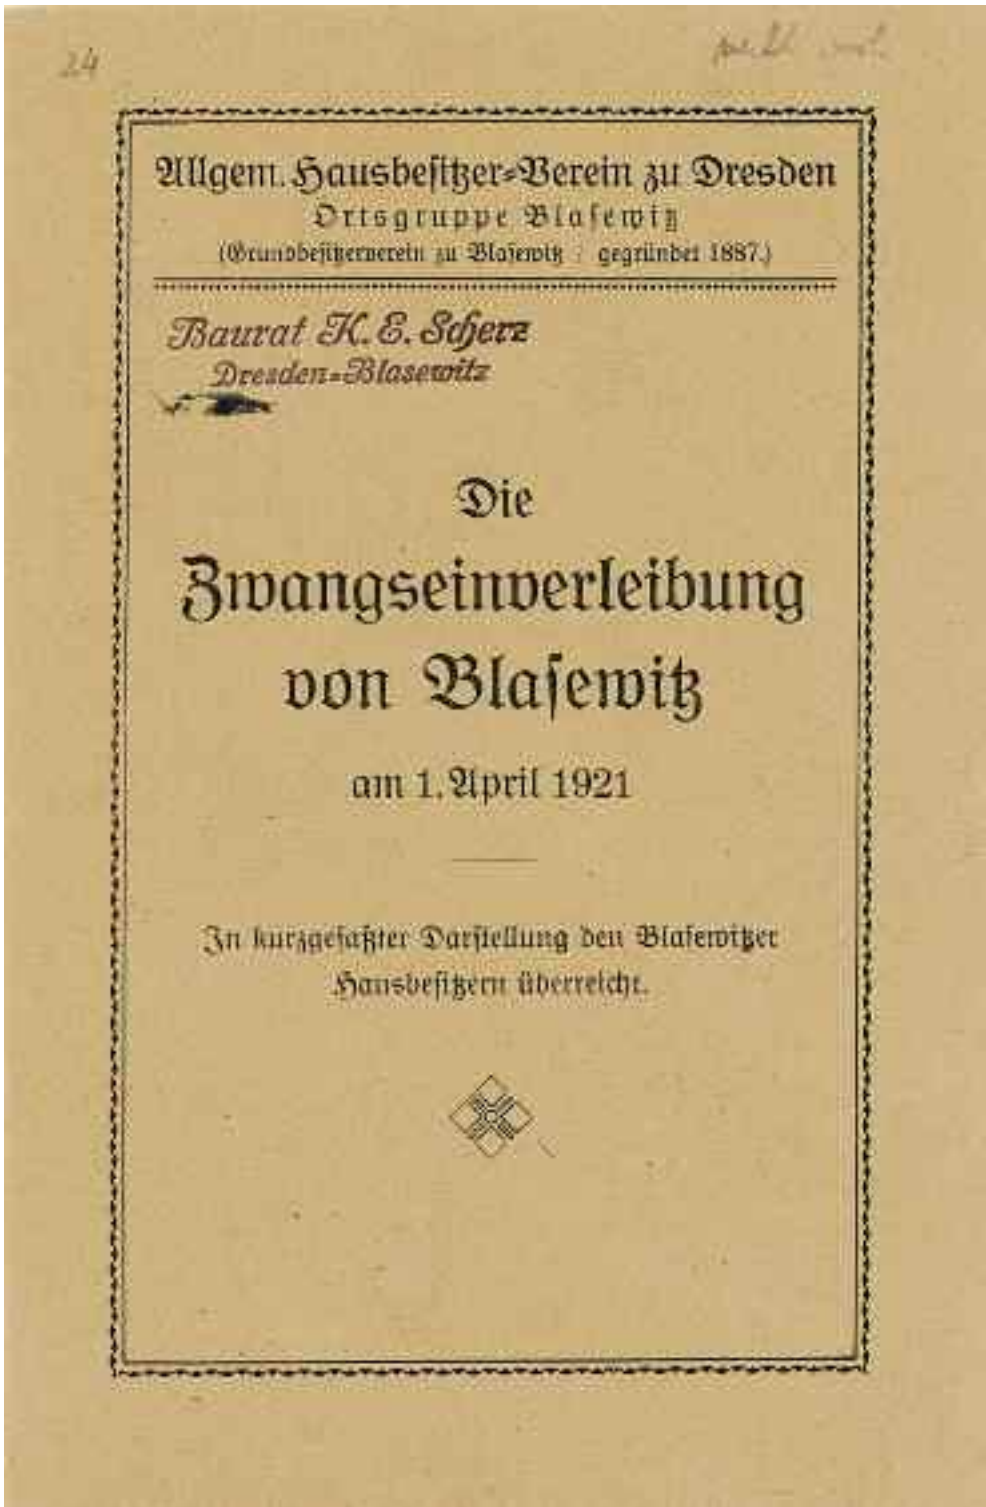 24
Allgem. Hausbesitzer-Verein zu Dresden
Ortsgruppe Blasewitz
(Grundbesitzerverein zu Blasewitz : gegründet 1887.)
Baurat K. E. Scherz
Dresden-Blasewitz
Die
Zwangseinverleibung
von Blasewitz
am 1. April 1921
In kurzgefaßter Darstellung den Blasewitzer
Hausbesitzern überreicht.